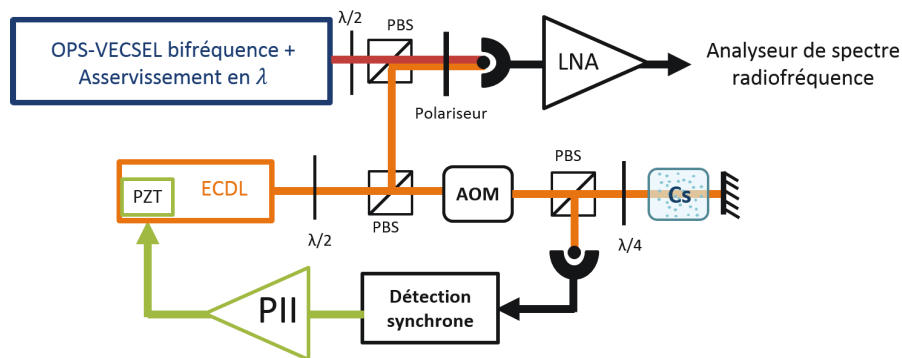 λ/2
PBS
OPS-VECSEL bifréquence +
Asservissement en λ
LNA
Analyseur de spectre
radiofréquence
Polariseur
PBS
ECDL
PZT
AOM
Cs
λ/2
PBS
λ/4
PII
Détection
synchrone